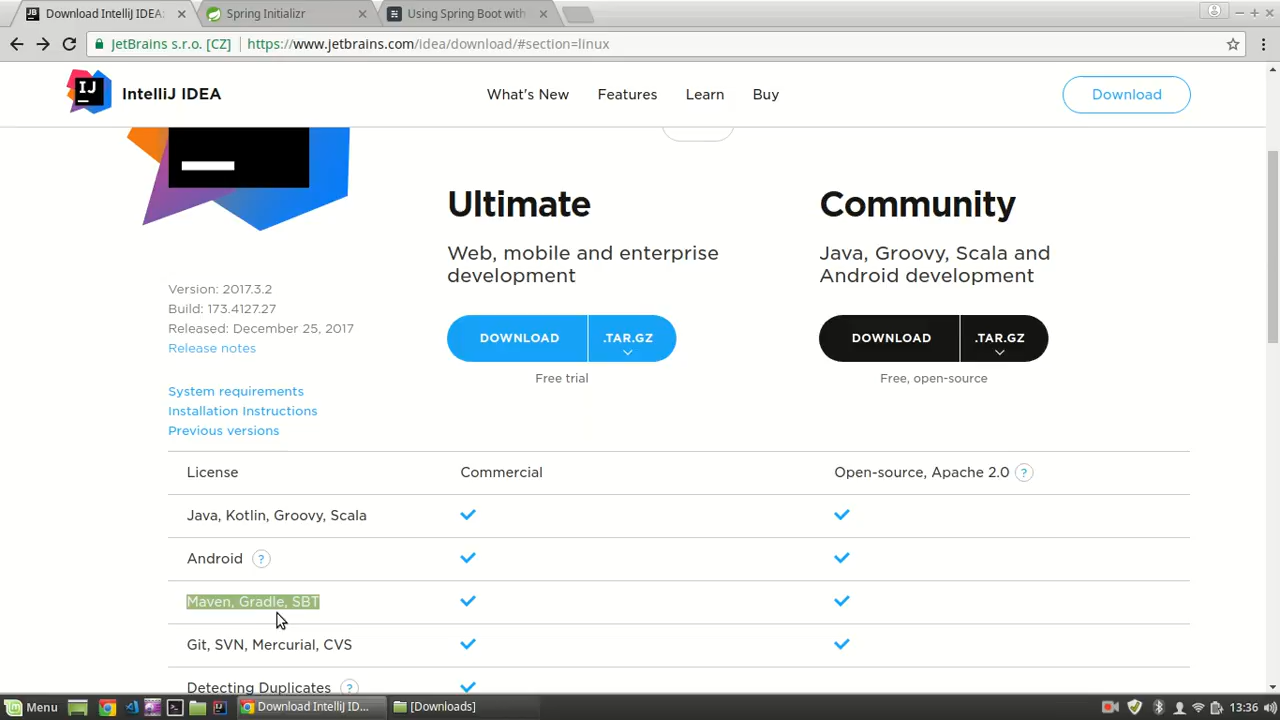 JB
Download IntelliJ IDEA:
Spring Initializr
Using Spring Boot with
JetBrains s.r.o. [CZ]
https://www.jetbrains.com/idea/download/#section=linux
IJ
IntelliJ IDEA
What's New
Features
Learn
Buy
Download
Ultimate
Community
Web, mobile and enterprise
development
Java, Groovy, Scala and
Android development
Version: 2017.3.2
Build: 173.4127.27
Released: December 25, 2017
Release notes
DOWNLOAD
.TAR.GZ
DOWNLOAD
.TAR.GZ
Free trial
Free, open-source
System requirements
Installation Instructions
Previous versions
License
Commercial
Open-source, Apache 2.0 ?
Java, Kotlin, Groovy, Scala
Android ?
Maven, Gradle, SBT
Git, SVN, Mercurial, CVS
Detecting Duplicates ?
Menu
Download Intellij ID...
[Downloads]
13:36